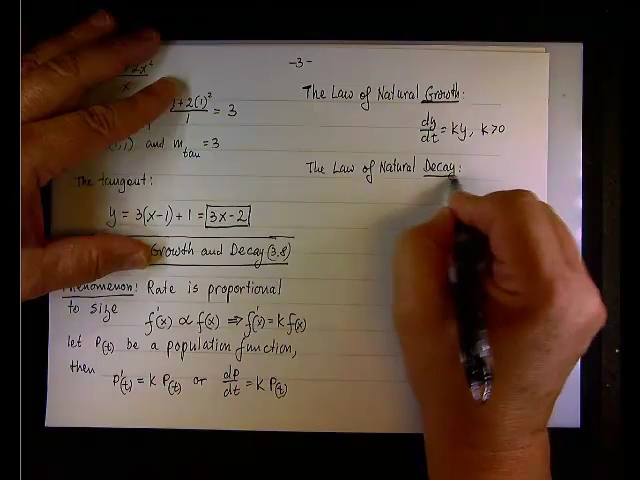 -3-
+2x²
x
1+2(1)²
1
= 3
,1) and m_tan = 3
The tangent:
y = 3(x-1)+1 = 3x-2
Growth and Decay (3.8)
Phenomenon: Rate is proportional
to size
f'(x) ∝ f(x) ⇒ f'(x) = k f(x)
let P(t) be a population function,
then
P'(t) = k P(t) or dP/dt = k P(t)
The Law of Natural Growth:
dy/dt = ky, k>0
The Law of Natural Decay: